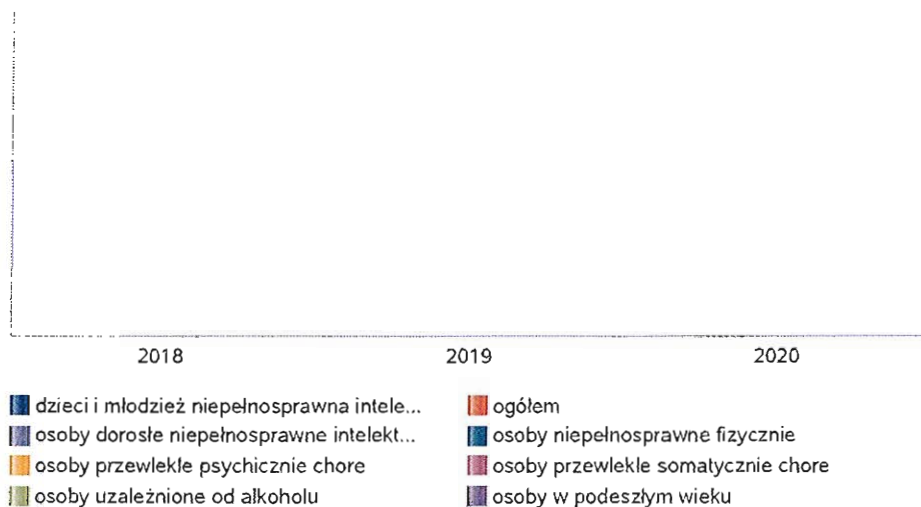 2018 2019 2020
dzieci i młodzież niepełnosprawna intele...
osoby dorosłe niepełnosprawne intelekt...
osoby przewlekle psychicznie chore
osoby uzależnione od alkoholu
ogółem
osoby niepełnosprawne fizycznie
osoby przewlekle somatycznie chore
osoby w podeszłym wieku